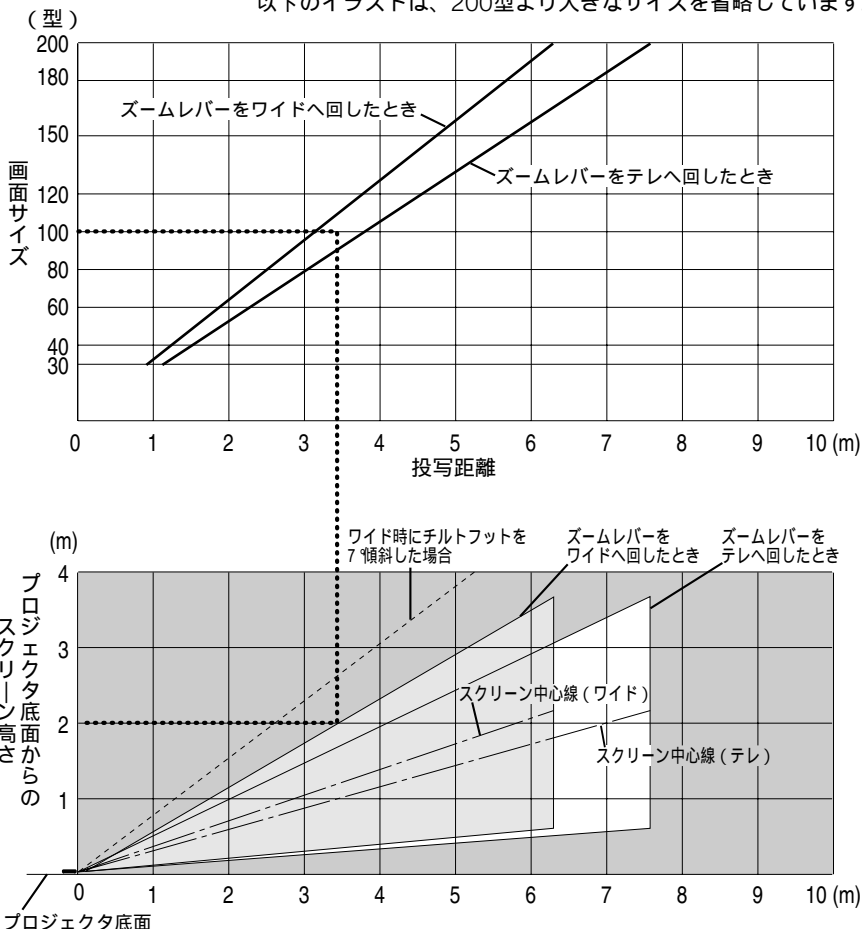 以下のイラストは、200型より大きなサイズを省略しています
(型)
200
180
150
120
100
80
60
40
30
画面サイズ
ズームレバーをワイドへ回したとき
ズームレバーをテレへ回したとき
0 1 2 3 4 5 6 7 8 9 10 (m)
投写距離
(m)
4
3
2
1
プロジェクタ底面からの
スクリーン高さ
ワイド時にチルトフットを
7°傾斜した場合
ズームレバーを
ワイドへ回したとき
ズームレバーを
テレへ回したとき
スクリーン中心線(ワイド)
スクリーン中心線(テレ)
0 1 2 3 4 5 6 7 8 9 10 (m)
プロジェクタ底面